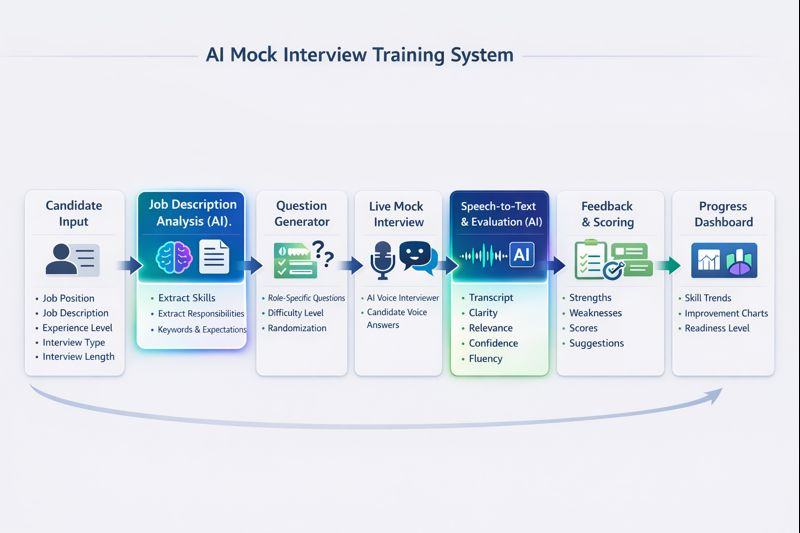 AI Mock Interview Training System
Candidate
Input
• Job Position
• Job Description
• Experience Level
• Interview Type
• Interview Length
Job Description
Analysis (AI).
• Extract Skills
• Extract Responsibilities
• Keywords & Expectations
Question
Generator
??
?
• Role-Specific Questions
• Difficulty Level
• Randomization
Live Mock
Interview
• AI Voice Interviewer
• Candidate Voice
Answers
Speech-to-Text
& Evaluation (AI)
AI
• Transcript
• Clarity
• Relevance
• Confidence
• Fluency
Feedback
& Scoring
• Strengths
• Weaknesses
• Scores
• Suggestions
Progress
Dashboard
• Skill Trends
• Improvement Charts
• Readiness Level